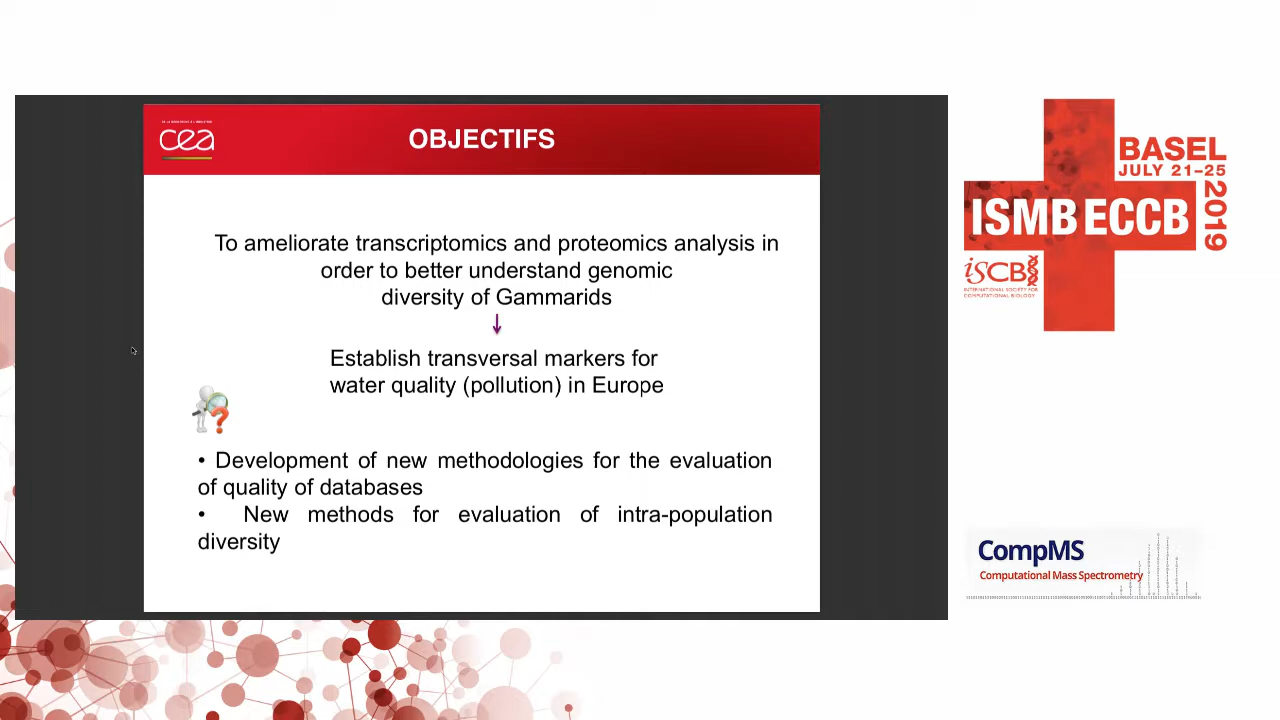 cea
OBJECTIFS
To ameliorate transcriptomics and proteomics analysis in
order to better understand genomic
diversity of Gammarids
Establish transversal markers for
water quality (pollution) in Europe
• Development of new methodologies for the evaluation
of quality of databases
• New methods for evaluation of intra-population
diversity
BASEL
JULY 21–25
2019
ISMB ECCB
iSCB
INTERNATIONAL SOCIETY FOR
COMPUTATIONAL BIOLOGY
CompMS
Computational Mass Spectrometry